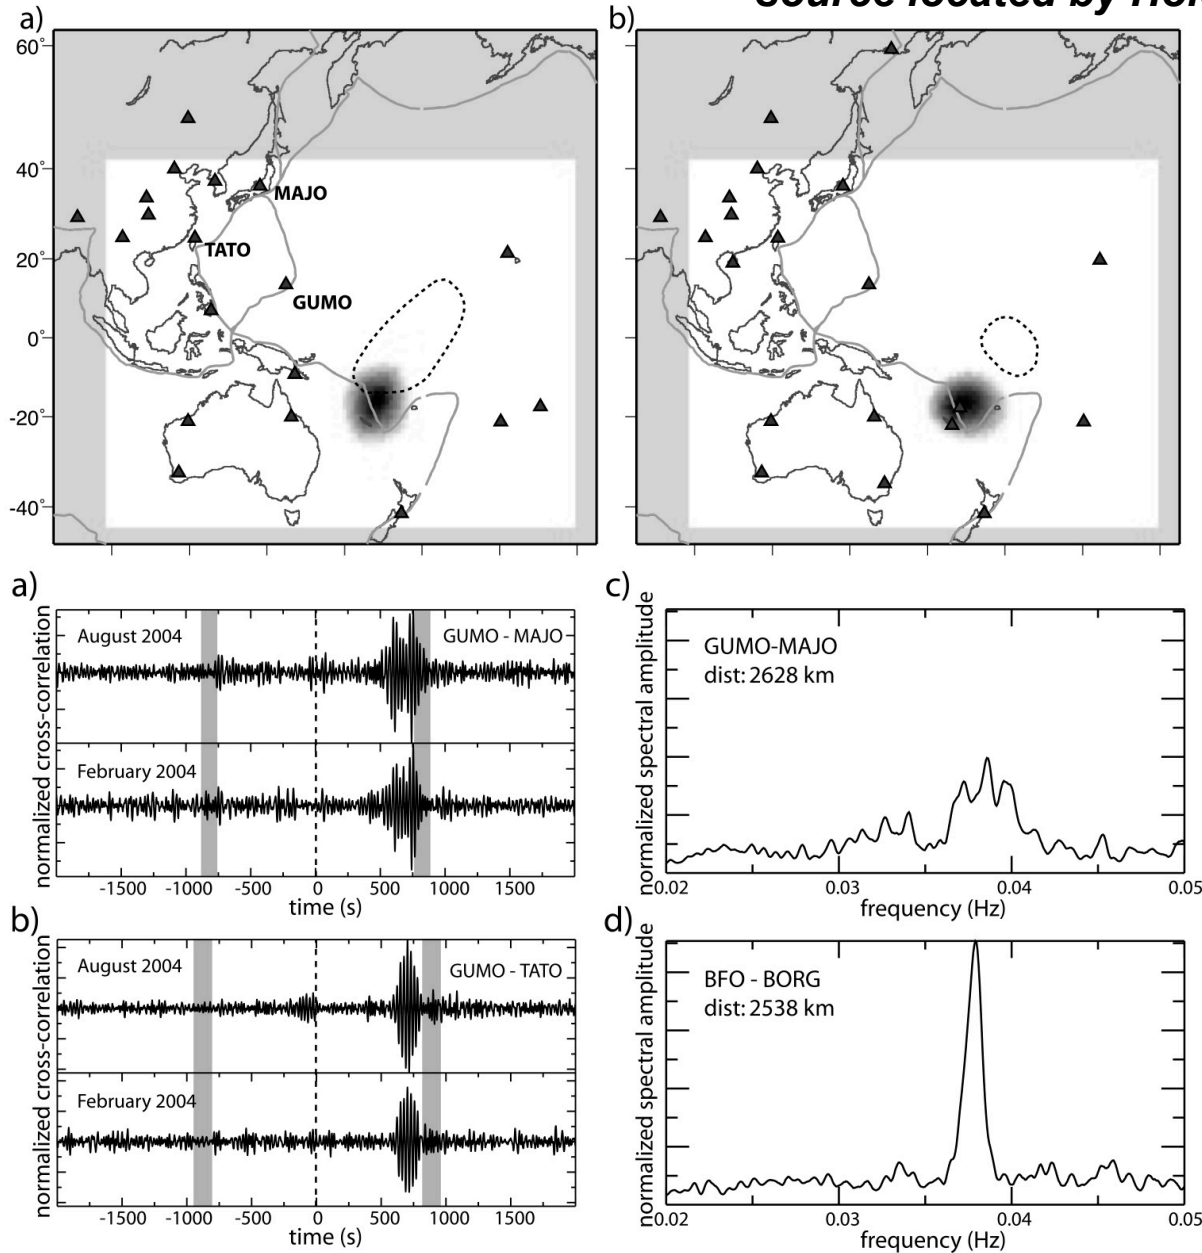 source located by
a)
b)
60°
40°
20°
0°
-20°
-40°
MAJO
TATO
GUMO
a)
normalized cross-correlation
August 2004
GUMO - MAJO
February 2004
-1500 -1000 -500 0 500 1000 1500
time (s)
b)
normalized cross-correlation
August 2004
GUMO - TATO
February 2004
-1500 -1000 -500 0 500 1000 1500
time (s)
c)
normalized spectral amplitude
GUMO-MAJO
dist: 2628 km
0.02 0.03 0.04 0.05
frequency (Hz)
d)
normalized spectral amplitude
BFO - BORG
dist: 2538 km
0.02 0.03 0.04 0.05
frequency (Hz)